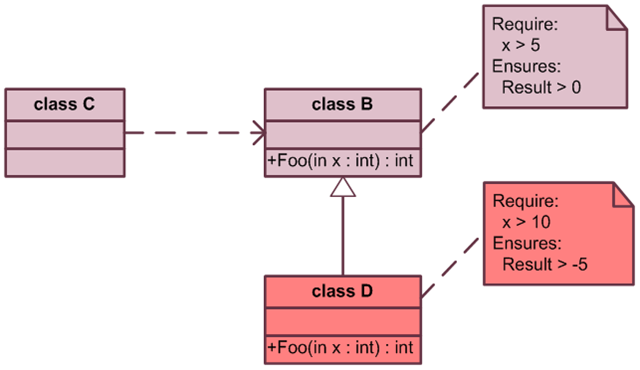 Require:
x > 5
Ensures:
Result > 0
class C
class B
+Foo(in x : int) : int
Require:
x > 10
Ensures:
Result > -5
class D
+Foo(in x : int) : int